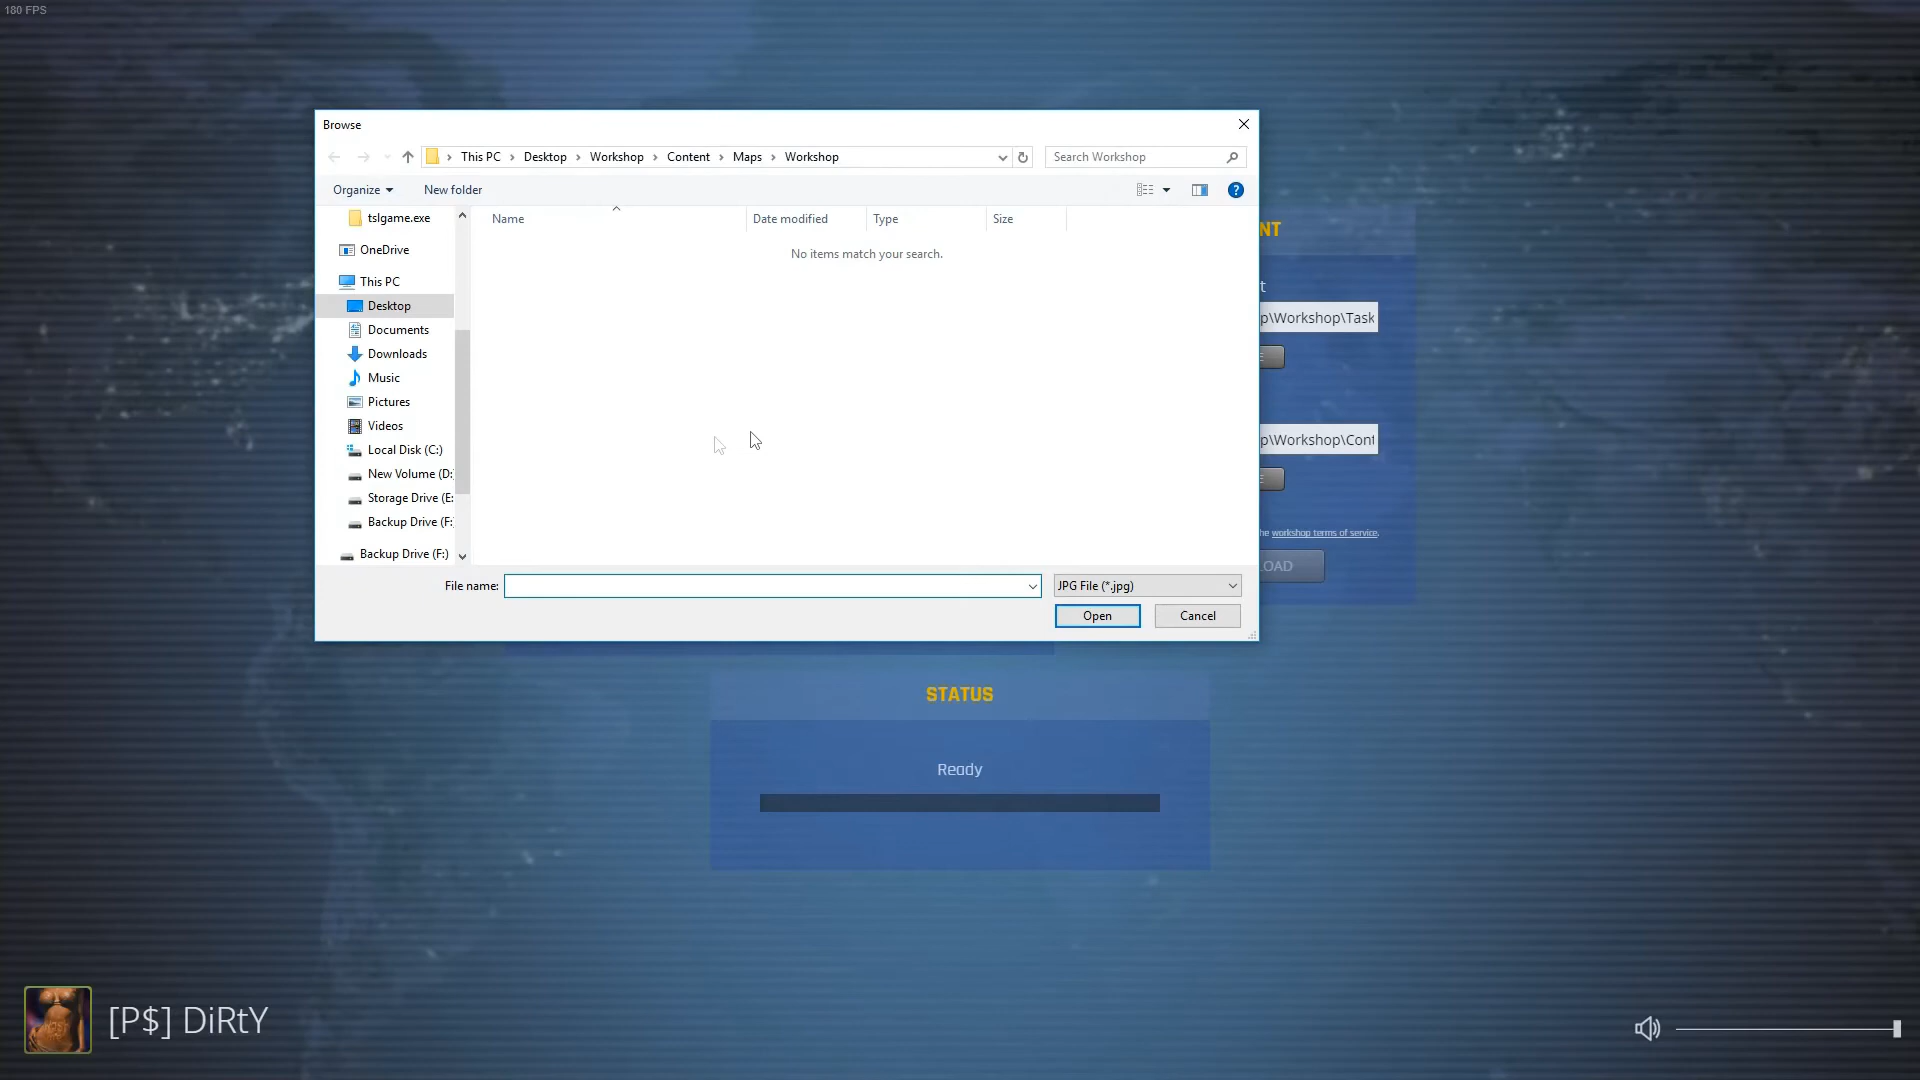 180 FPS
Browse
This PC Desktop Workshop Content Maps Workshop
Search Workshop
Organize
New folder
tslgame.exe
OneDrive
This PC
Desktop
Documents
Downloads
Music
Pictures
Videos
Local Disk (C:)
New Volume (D:
Storage Drive (E:
Backup Drive (F:
Backup Drive (F:)
Name
Date modified
Type
Size
No items match your search.
File name:
JPG File (*.jpg)
Open
Cancel
NT
t
p\Workshop\Task
E
p\Workshop\Cont
E
he workshop terms of service.
LOAD
STATUS
Ready
[P$] DiRtY